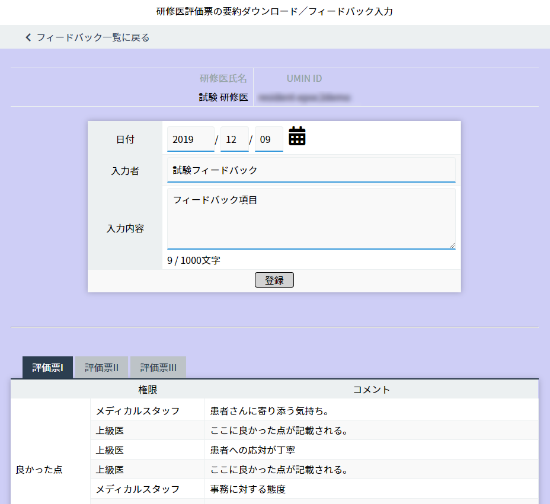 研修医評価票の要約ダウンロード／フィードバック入力
フィードバック一覧に戻る
研修医氏名 UMIN ID
試験 研修医
日付 2019 / 12 / 09
入力者 試験フィードバック
フィードバック項目
入力内容
9 / 1000文字
登録
評価票I 評価票II 評価票III
権限 コメント
メディカルスタッフ 患者さんに寄り添う気持ち。
上級医 ここに良かった点が記載される。
上級医 患者への応対が丁寧
良かった点 上級医 ここに良かった点が記載される。
メディカルスタッフ 事務に対する態度